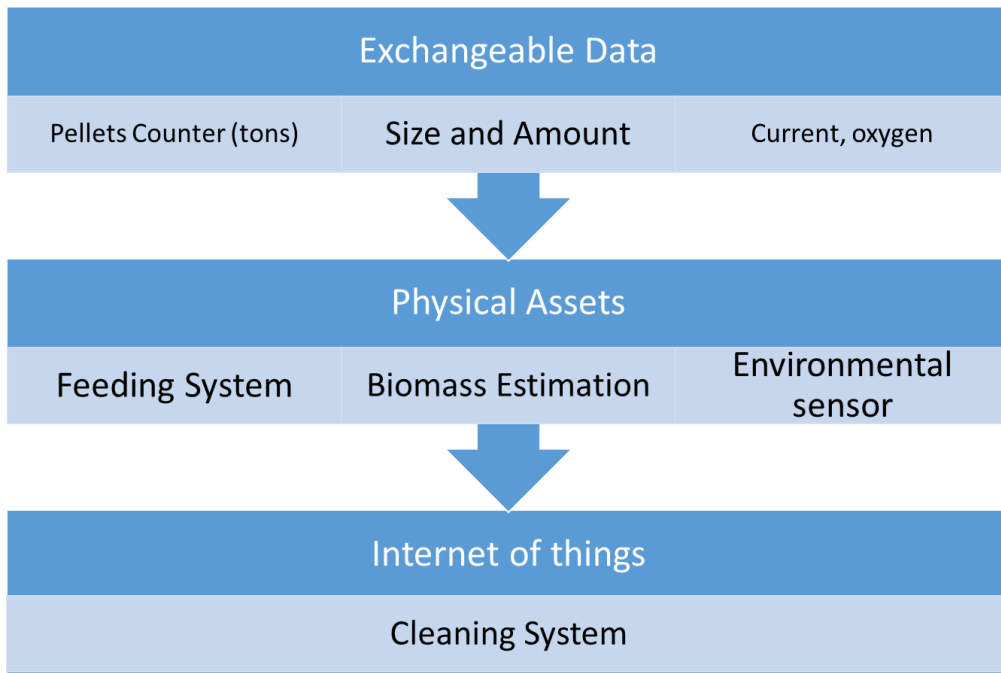 Exchangeable Data
Pellets Counter (tons)
Size and Amount
Current, oxygen
Physical Assets
Feeding System
Biomass Estimation
Environmental
sensor
Internet of things
Cleaning System